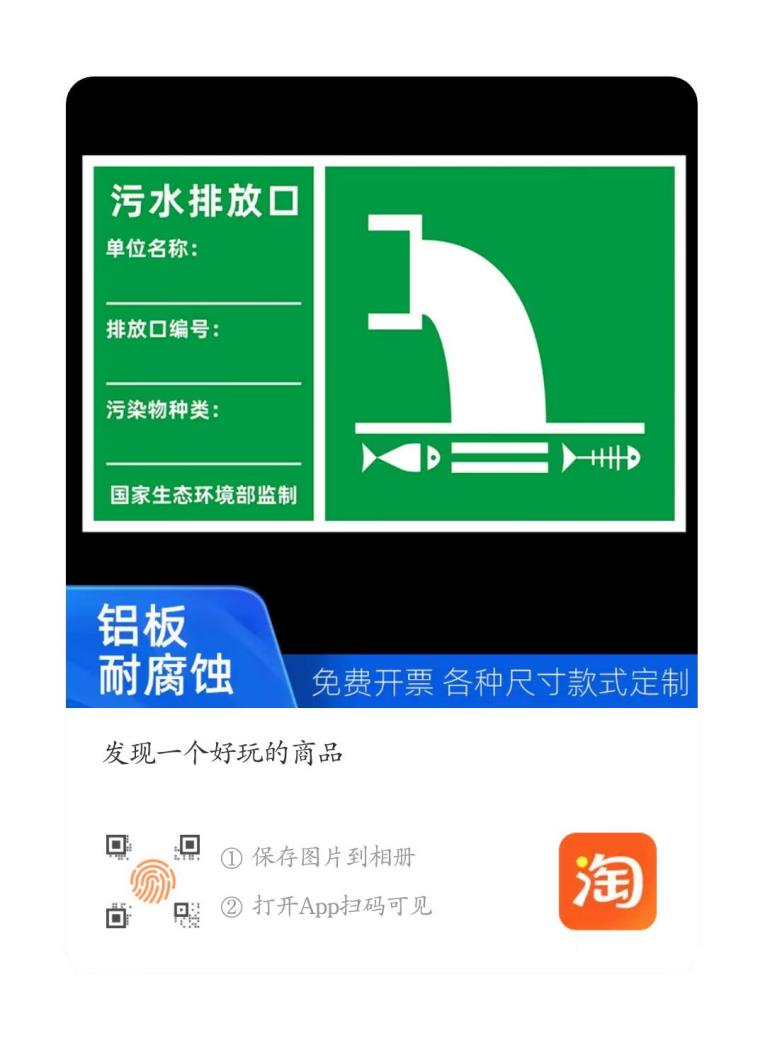 污水排放口
单位名称：
排放口编号：
污染物种类：
国家生态环境部监制
铝板
耐腐蚀
免费开票 各种尺寸款式定制
发现一个好玩的商品
① 保存图片到相册
② 打开App扫码可见
淘